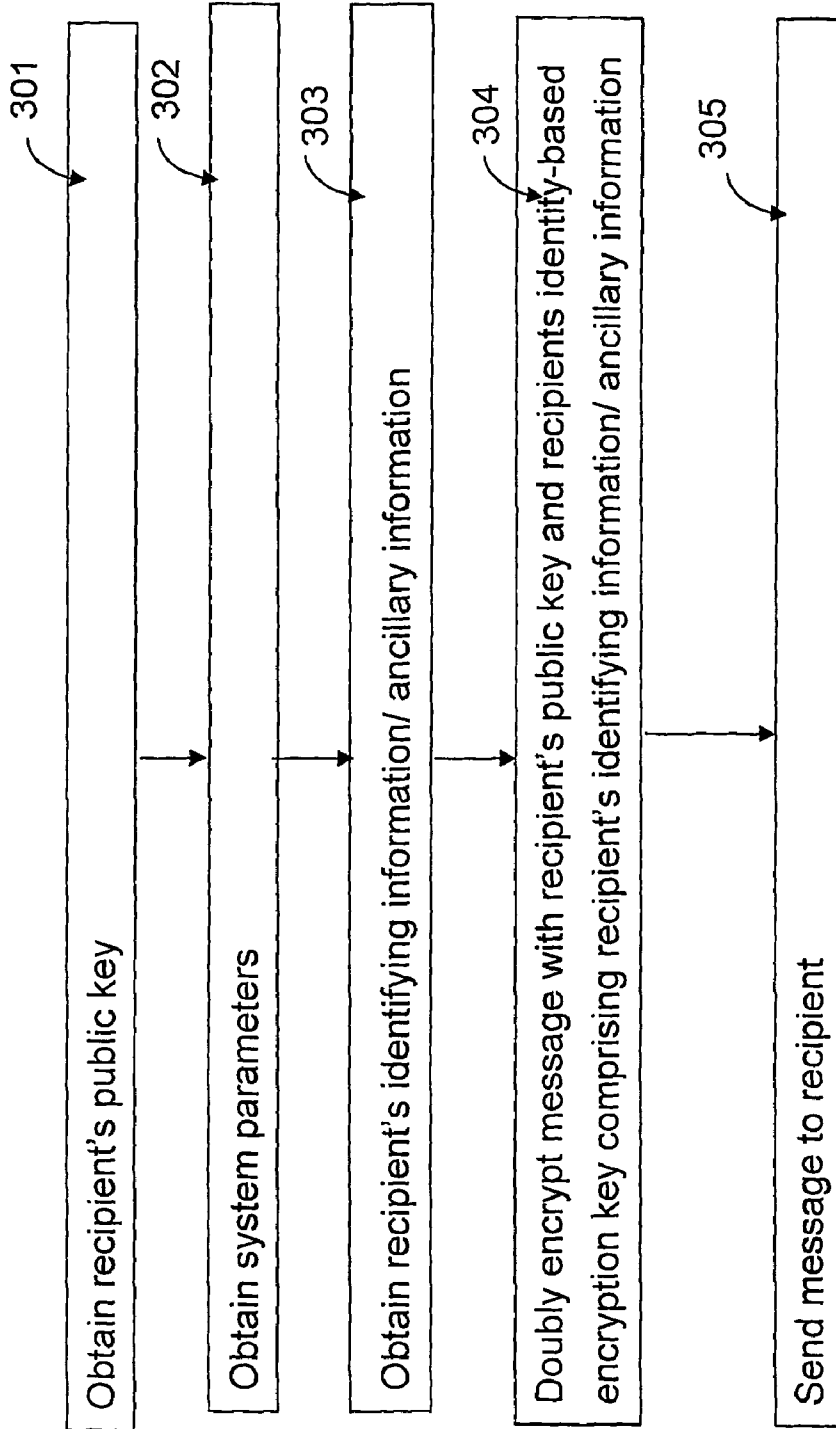 301
Obtain recipient's public key
302
Obtain system parameters
303
Obtain recipient's identifying information/ ancillary information
304
Doubly encrypt message with recipient's public key and recipients identity-based
encryption key comprising recipient's identifying information/ ancillary information
305
Send message to recipient